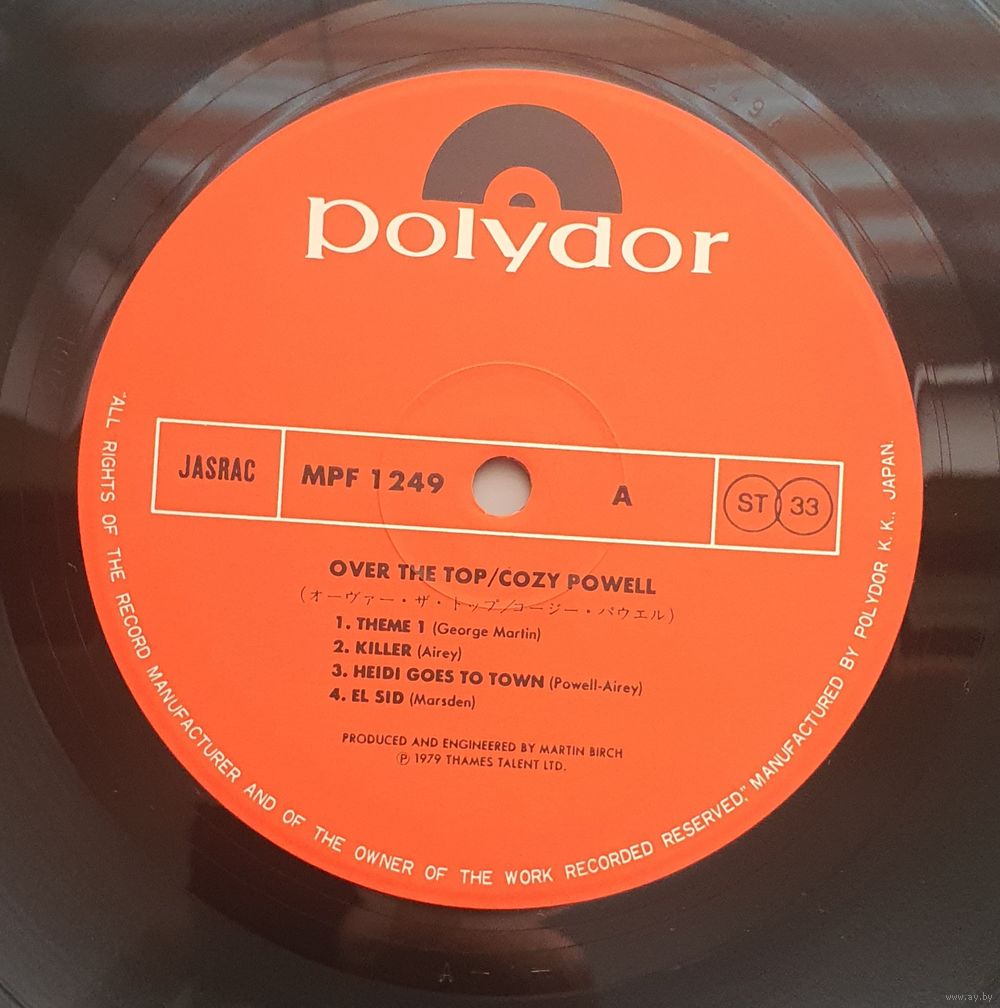 polydor
JASRAC
MPF 1249
A
ST 33
OVER THE TOP/COZY POWELL
(オーヴァー・ザ・トップ/コージー・パウエル)
1. THEME 1 (George Martin)
2. KILLER (Airey)
3. HEIDI GOES TO TOWN (Powell-Airey)
4. EL SID (Marsden)
PRODUCED AND ENGINEERED BY MARTIN BIRCH
℗ 1979 THAMES TALENT LTD.
"ALL RIGHTS OF THE RECORD MANUFACTURER AND OF THE OWNER OF THE WORK RECORDED RESERVED," MANUFACTURED BY POLYDOR K. K., JAPAN.
A - -
www.ay.by